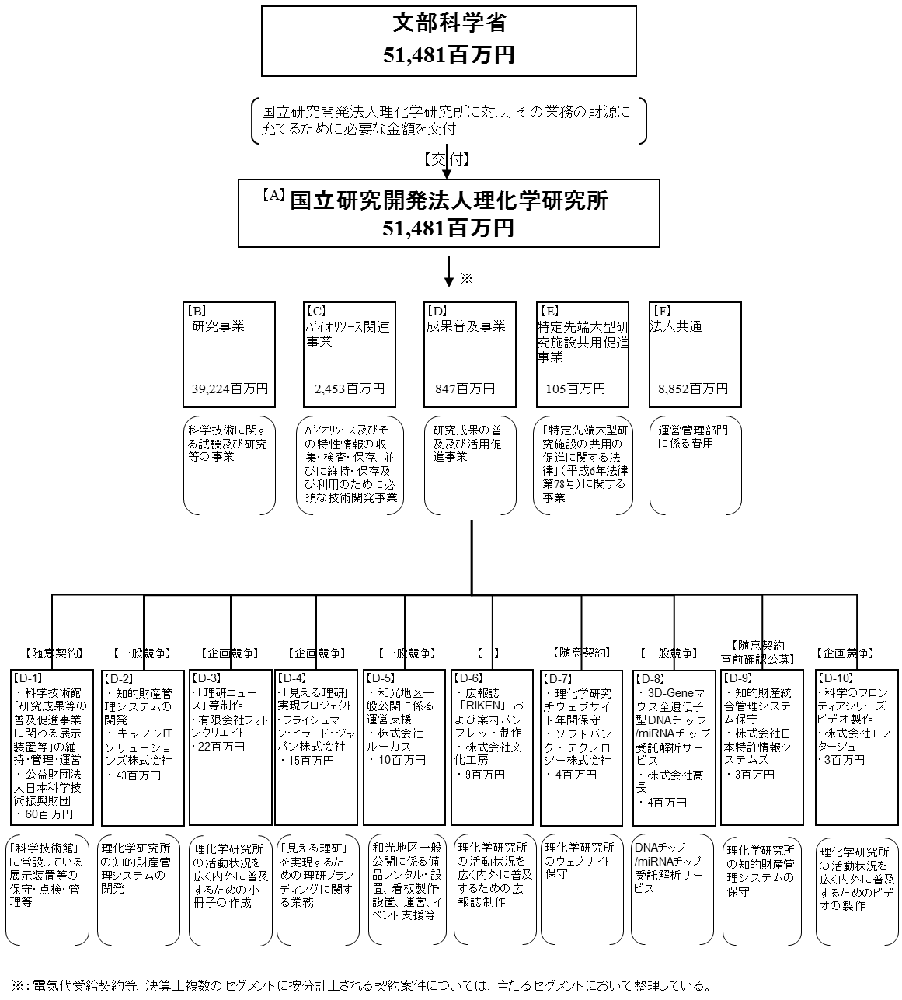 文部科学省
51,481百万円
国立研究開発法人理化学研究所に対し、その業務の財源に
充てるために必要な金額を交付
【交付】
【A】国立研究開発法人理化学研究所
51,481百万円
※
【B】
研究事業
39,224百万円
【C】
バイオリソース関連
事業
2,453百万円
【D】
成果普及事業
847百万円
【E】
特定先端大型研
究施設共用促進
事業
105百万円
【F】
法人共通
8,852百万円
科学技術に関す
る試験及び研究
等の事業
バイオリソース及びそ
の特性情報の収
集・検査・保存、並
びに維持・保存及
び利用のために必
須な技術開発事業
研究成果の普
及及び活用促
進事業
「特定先端大型研
究施設の共用の
促進に関する法
律」（平成6年法律
第78号）に関する
事業
運営管理部門
に係る費用
【随意契約】
【D-1】
・科学技術館
「研究成果等の
普及促進事業
に関わる展示
装置等」の維
持・管理・運営
・公益財団法
人日本科学技
術振興財団
・60百万円
「科学技術館」
に常設している
展示装置等の
保守・点検・管
理等
【一般競争】
【D-2】
・知的財産管
理システムの
開発
・キャノンIT
ソリューショ
ンズ株式会社
・43百万円
理化学研究所
の知的財産管
理システムの
開発
【企画競争】
【D-3】
・「理研ニュー
ス」等制作
・有限会社フォト
ンクリエイト
・22百万円
理化学研究所
の活動状況を
広く内外に普及
するための小
冊子の作成
【企画競争】
【D-4】
・「見える理研」
実現プロジェクト
・フライシュマ
ン・ヒラード・ジャ
パン株式会社
・15百万円
「見える理研」
を実現するた
めの理研ブラン
ディングに関す
る業務
【一般競争】
【D-5】
・和光地区一
般公開に係る
運営支援
・株式会社
ルーカス
・10百万円
和光地区一般
公開に係る備
品レンタル・設
置、看板製作・
設置、運営、イ
ベント支援等
【－】
【D-6】
・広報誌
「RIKEN」お
よび案内パン
フレット制作
・株式会社文
化工房
・9百万円
理化学研究所
の活動状況を
広く内外に普及
するための広
報誌制作
【随意契約】
【D-7】
・理化学研究
所ウェブサイ
ト年間保守
・ソフトバン
ク・テクノロ
ジー株式会社
・4百万円
理化学研究所
のウェブサイト
保守
【一般競争】
【D-8】
・3D-Geneマ
ウス全遺伝子
型DNAチップ
/miRNAチップ
受託解析サー
ビス
・株式会社高
長
・4百万円
DNAチップ
/miRNAチップ
受託解析サー
ビス
【随意契約
事前確認公募】
【D-9】
・知的財産統
合管理システ
ム保守
・株式会社日
本特許情報シ
ステムズ
・3百万円
理化学研究所
の知的財産管
理システムの
保守
【企画競争】
【D-10】
・科学のフロン
ティアシリーズ
ビデオ製作
・株式会社モン
タージュ
・3百万円
理化学研究所
の活動状況を
広く内外に普及
するためのビデ
オの製作
※：電気代受給契約等、決算上複数のセグメントに按分計上される契約案件については、主たるセグメントにおいて整理している。